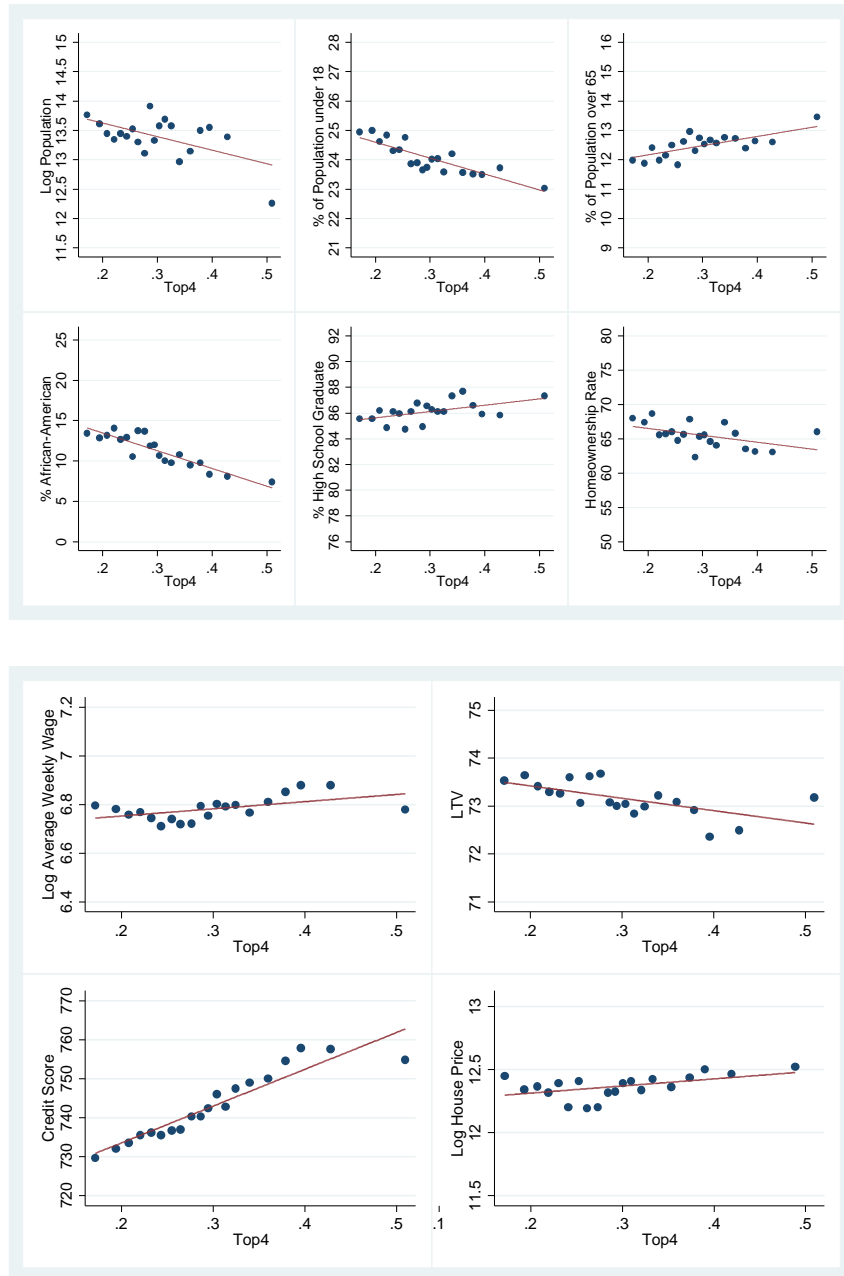 Log Population
15
14.5
14
13.5
13
12.5
12
11.5
.2 .3 .4 .5
Top4
% of Population under 18
28
27
26
25
24
23
22
21
.2 .3 .4 .5
Top4
% of Population over 65
16
15
14
13
12
11
10
9
.2 .3 .4 .5
Top4
% African-American
25
20
15
10
5
0
.2 .3 .4 .5
Top4
% High School Graduate
92
90
88
86
84
82
80
78
76
.2 .3 .4 .5
Top4
Homeownership Rate
80
75
70
65
60
55
50
.2 .3 .4 .5
Top4
Log Average Weekly Wage
7.2
7
6.8
6.6
6.4
.2 .3 .4 .5
Top4
LTV
75
74
73
72
71
.2 .3 .4 .5
Top4
Credit Score
770
760
750
740
730
720
.2 .3 .4 .5
Top4
Log House Price
13
12.5
12
11.5
.1 .2 .3 .4 .5
Top4